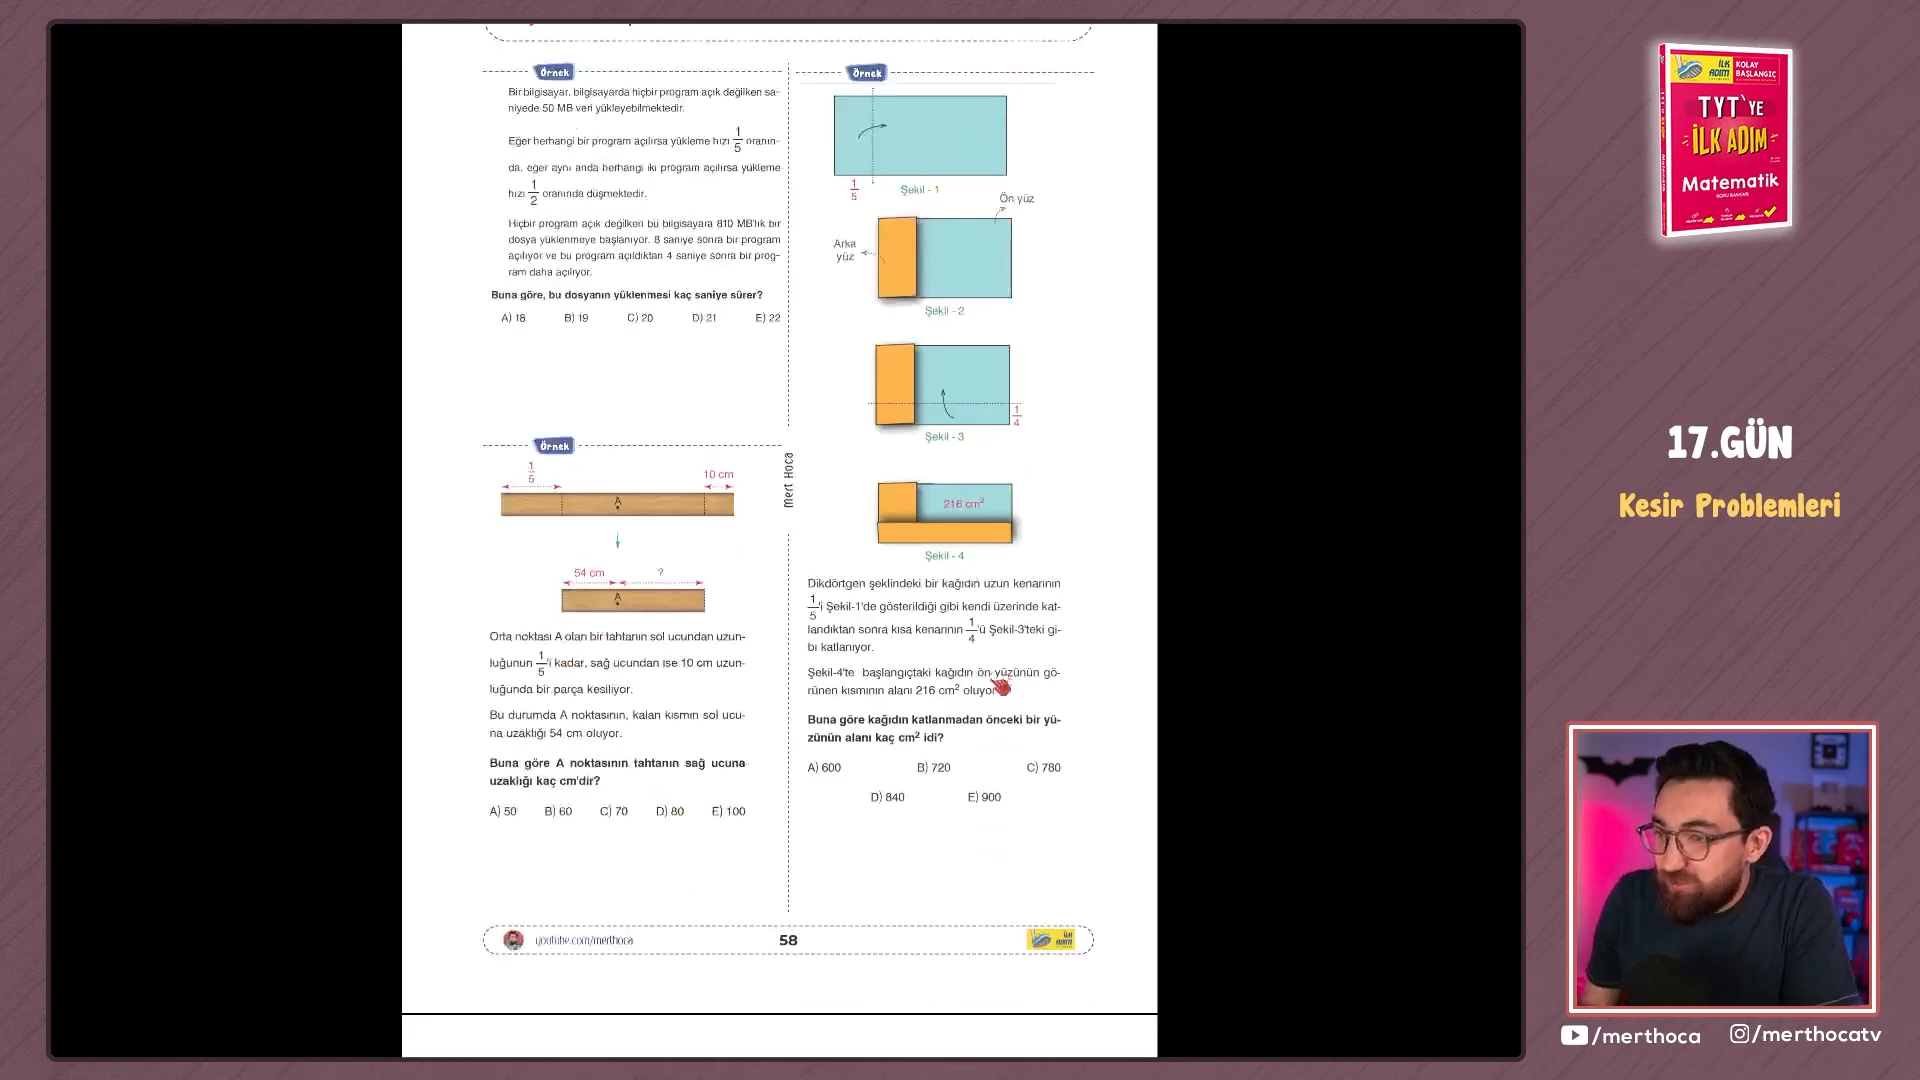 Örnek
Bir bilgisayar, bilgisayarda hiçbir program açık değilken sa-
niyede 50 MB veri yükleyebilmektedir.
Eğer herhangi bir program açılırsa yükleme hızı 1/5 oranın-
da, eğer aynı anda herhangi iki program açılırsa yükleme
hızı 1/2 oranında düşmektedir.
Hiçbir program açık değilken bu bilgisayara 810 MB'lık bir
dosya yüklenmeye başlanıyor. 8 saniye sonra bir program
açılıyor ve bu program açıldıktan 4 saniye sonra bir prog-
ram daha açılıyor.
Buna göre, bu dosyanın yüklenmesi kaç saniye sürer?
A) 18 B) 19 C) 20 D) 21 E) 22
Örnek
1/5
10 cm
A
54 cm
?
A
Orta noktası A olan bir tahtanın sol ucundan uzun-
luğunun 1/5'i kadar, sağ ucundan ise 10 cm uzun-
luğunda bir parça kesiliyor.
Bu durumda A noktasının, kalan kısmın sol ucu-
na uzaklığı 54 cm oluyor.
Buna göre A noktasının tahtanın sağ ucuna
uzaklığı kaç cm'dir?
A) 50 B) 60 C) 70 D) 80 E) 100
Mert Hoca
Örnek
1/5
Şekil - 1
Ön yüz
Arka
yüz
Şekil - 2
1/4
Şekil - 3
216 cm²
Şekil - 4
Dikdörtgen şeklindeki bir kağıdın uzun kenarının
1/5'i Şekil-1'de gösterildiği gibi kendi üzerinde kat-
landıktan sonra kısa kenarının 1/4'ü Şekil-3'teki gi-
bi katlanıyor.
Şekil-4'te başlangıçtaki kağıdın ön yüzünün gö-
rünen kısmının alanı 216 cm² oluyor
Buna göre kağıdın katlanmadan önceki bir yü-
zünün alanı kaç cm² idi?
A) 600 B) 720 C) 780
D) 840 E) 900
youtube.com/merthoca
58
İLK
ADIM
İLK
ADIM
KOLAY
BAŞLANGIÇ
TYT'YE
İLK ADIM
Matematik
SORU BANKASI
17.GÜN
Kesir Problemleri
/merthoca
/merthocatv